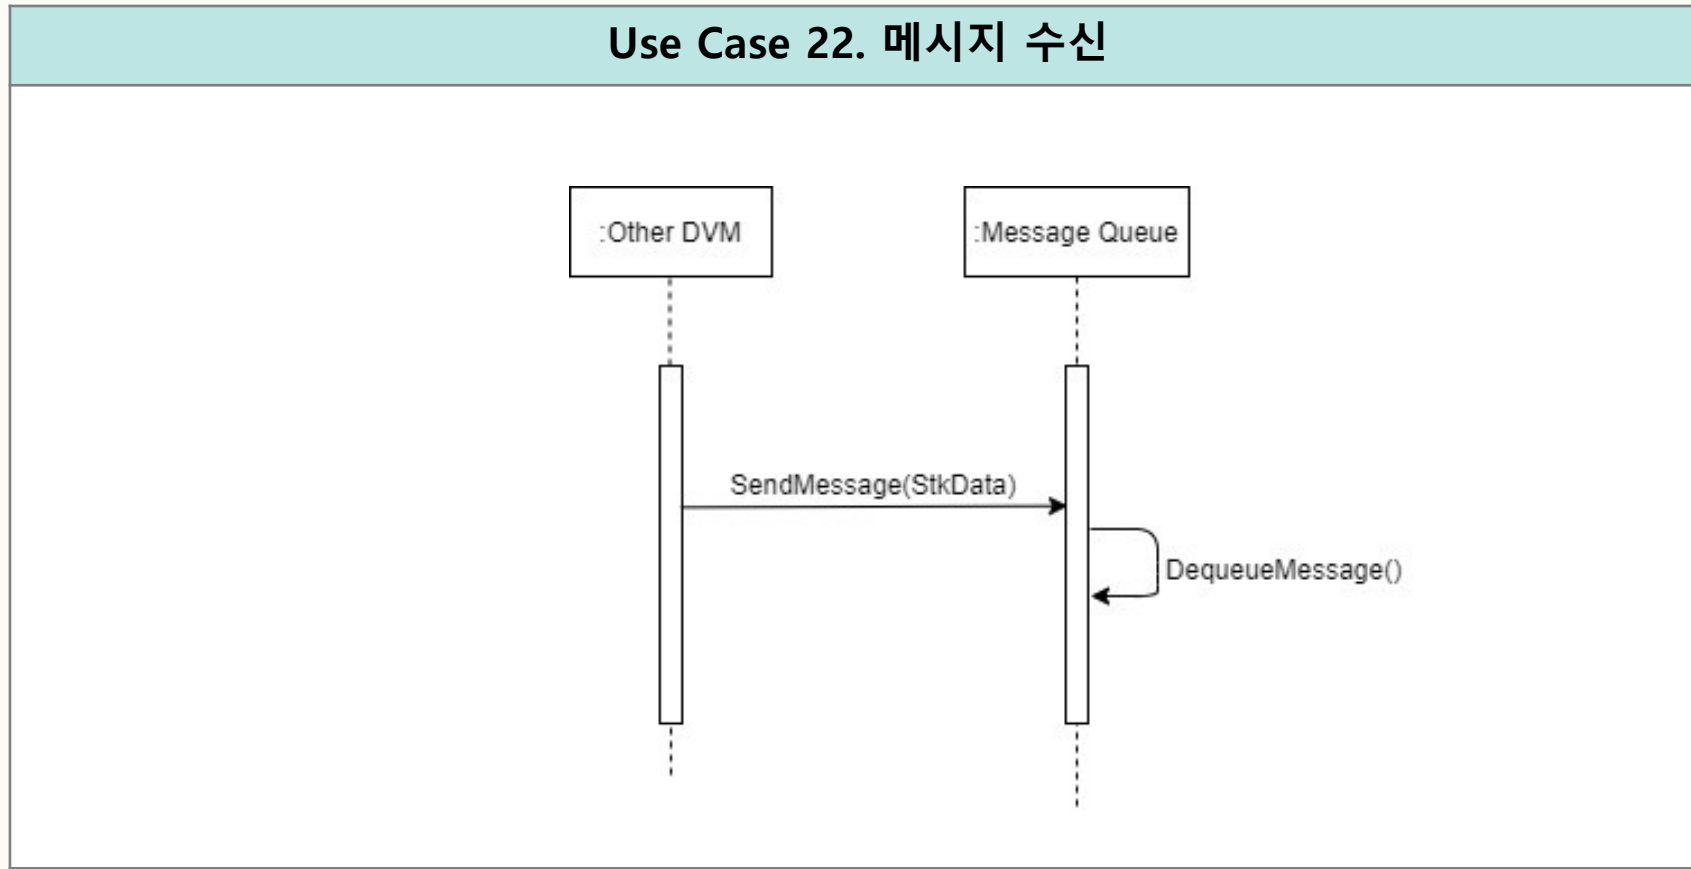 Use Case 22. 메시지 수신
:Other DVM
:Message Queue
SendMessage(StkData)
DequeueMessage()